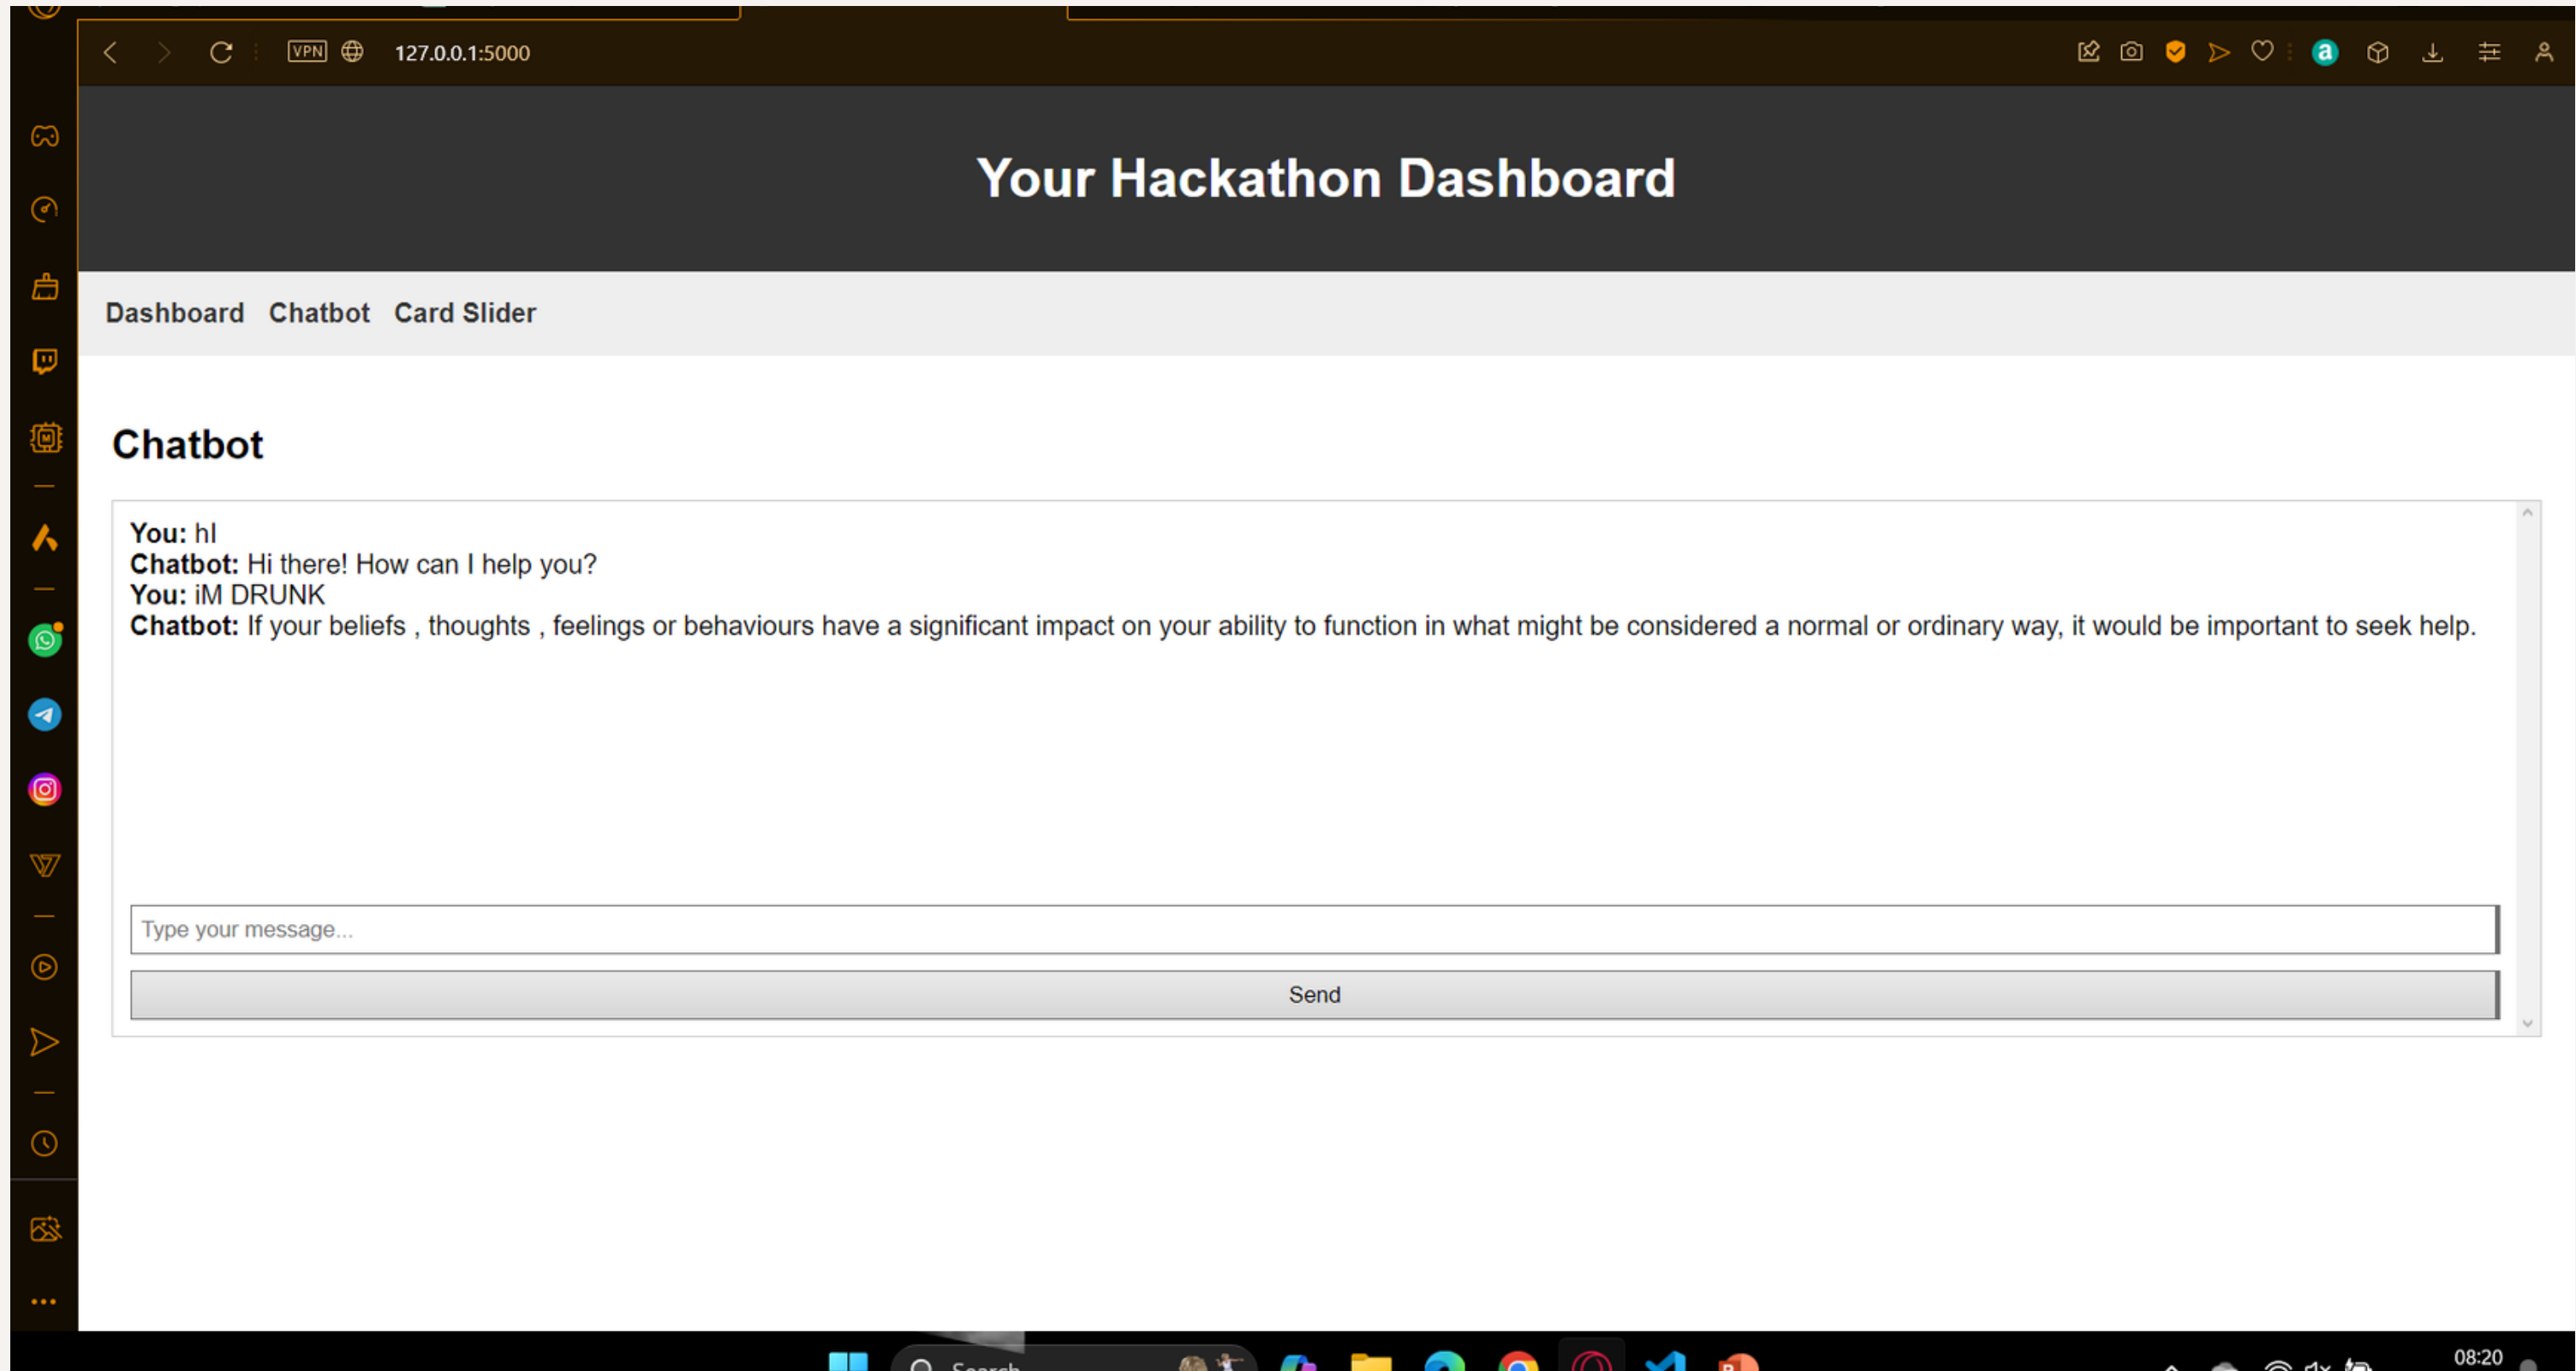 VPN 127.0.0.1:5000
Your Hackathon Dashboard
Dashboard Chatbot Card Slider
Chatbot
You: hI
Chatbot: Hi there! How can I help you?
You: iM DRUNK
Chatbot: If your beliefs , thoughts , feelings or behaviours have a significant impact on your ability to function in what might be considered a normal or ordinary way, it would be important to seek help.
Type your message...
Send
Search
08:20